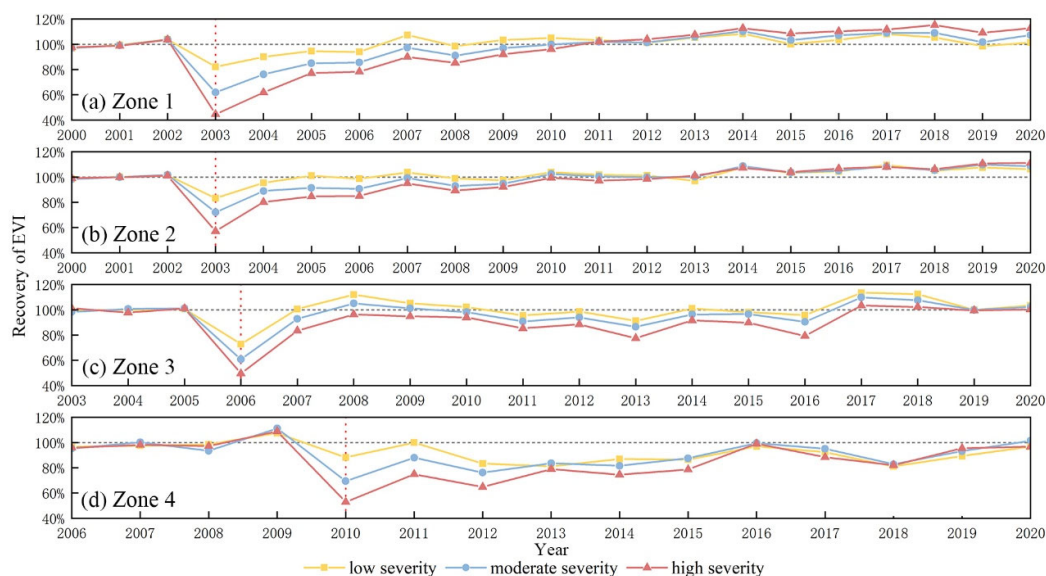 120%
100%
80%
60%
40%
(a) Zone 1
2000 2001 2002 2003 2004 2005 2006 2007 2008 2009 2010 2011 2012 2013 2014 2015 2016 2017 2018 2019 2020
120%
100%
80%
60%
40%
(b) Zone 2
2000 2001 2002 2003 2004 2005 2006 2007 2008 2009 2010 2011 2012 2013 2014 2015 2016 2017 2018 2019 2020
Recovery of EVI
120%
100%
80%
60%
40%
(c) Zone 3
2003 2004 2005 2006 2007 2008 2009 2010 2011 2012 2013 2014 2015 2016 2017 2018 2019 2020
120%
100%
80%
60%
40%
(d) Zone 4
2006 2007 2008 2009 2010 2011 2012 2013 2014 2015 2016 2017 2018 2019 2020
Year
low severity moderate severity high severity